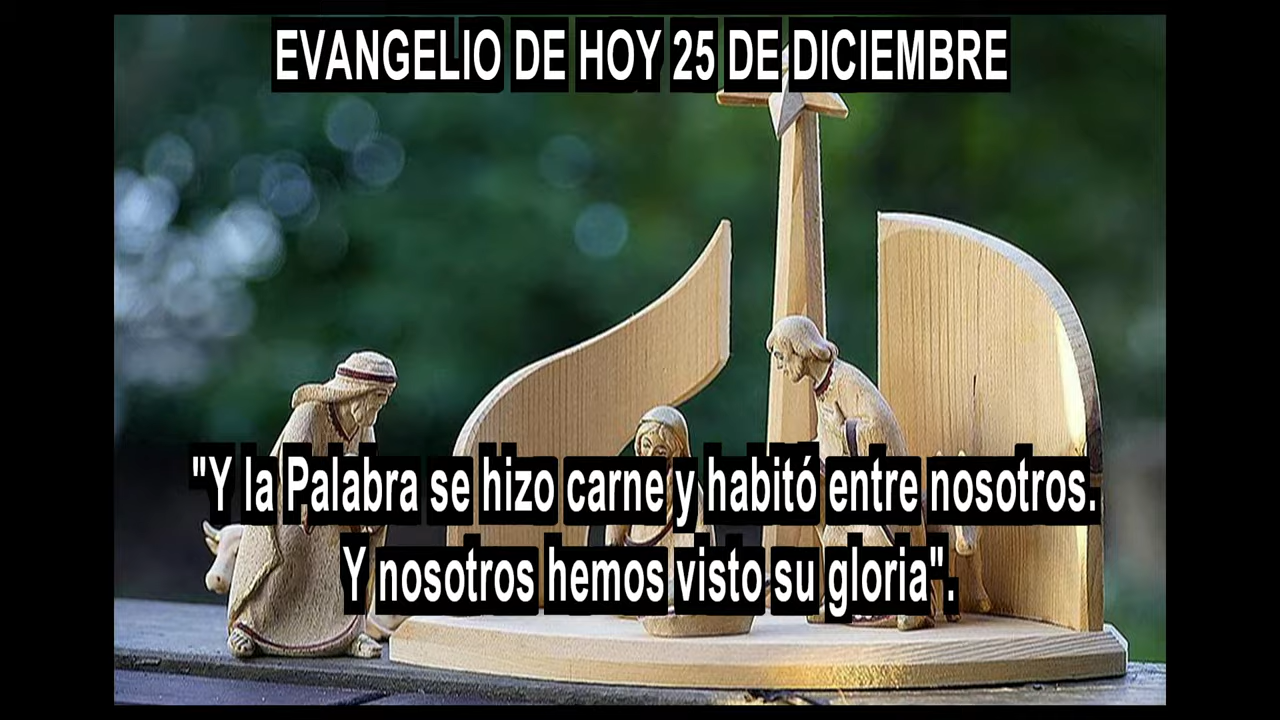 EVANGELIO DE HOY 25 DE DICIEMBRE
"Y la Palabra se hizo carne y habitó entre nosotros.
Y nosotros hemos visto su gloria".